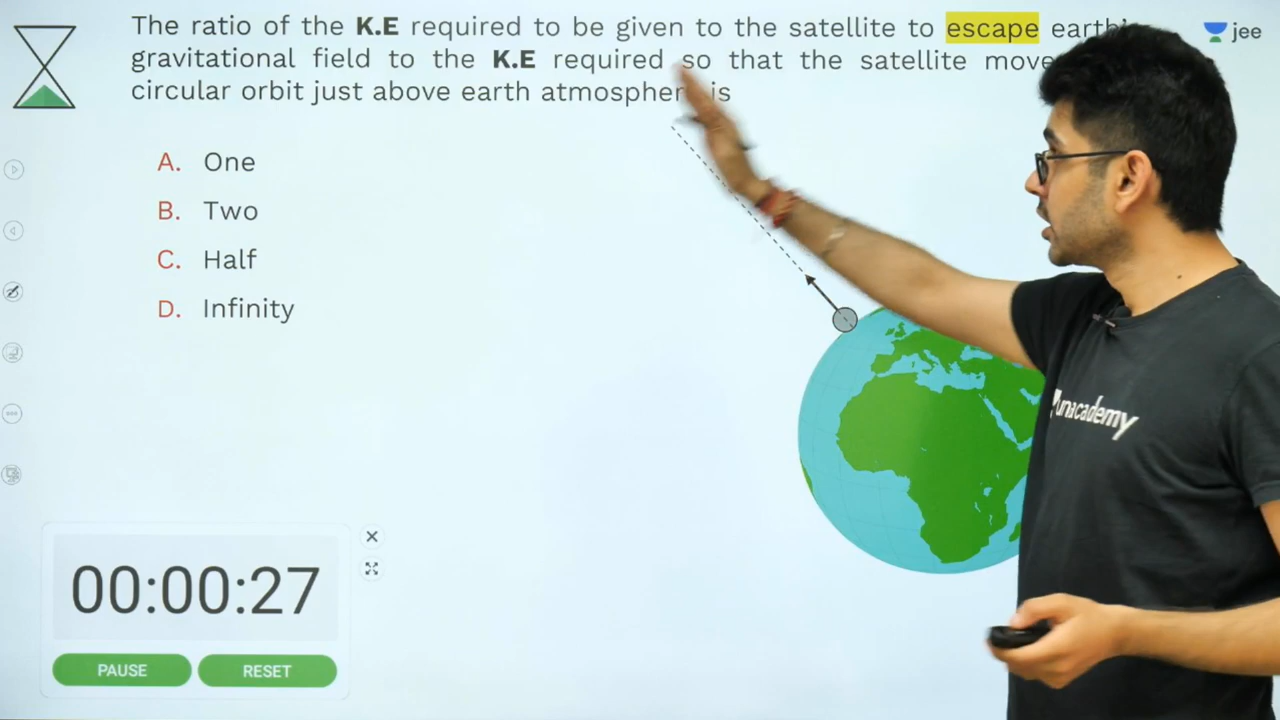 The ratio of the K.E required to be given to the satellite to escape earth's
gravitational field to the K.E required so that the satellite move
circular orbit just above earth atmosphere is
jee
A. One
B. Two
C. Half
D. Infinity
unacademy
00:00:27
PAUSE
RESET